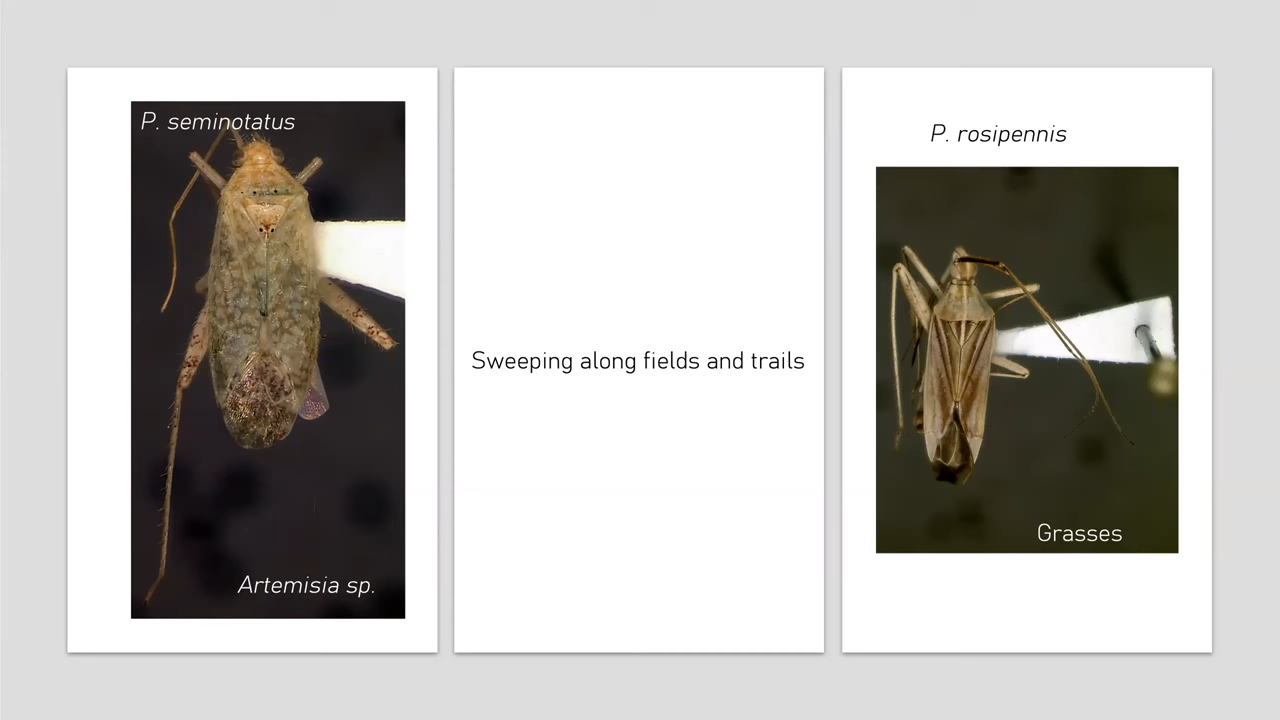 P. seminotatus
Artemisia sp.
Sweeping along fields and trails
P. rosipennis
Grasses